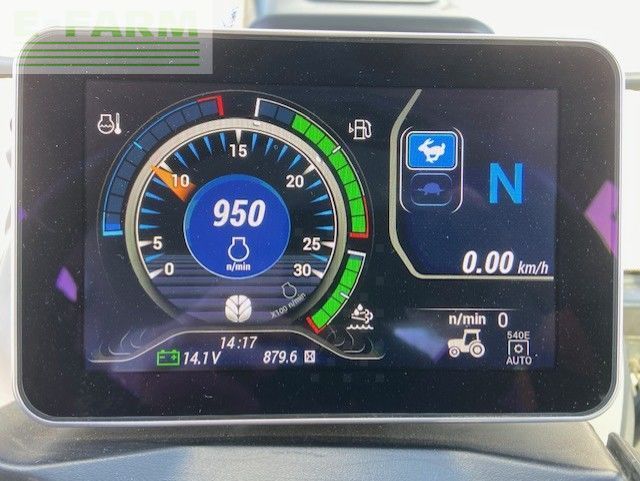 E-FARM
15
10
20
950
n/min
5
25
0
30
X100 n/min
14:17
14.1V
879.6
N
0.00 km/h
n/min 0
540E
AUTO